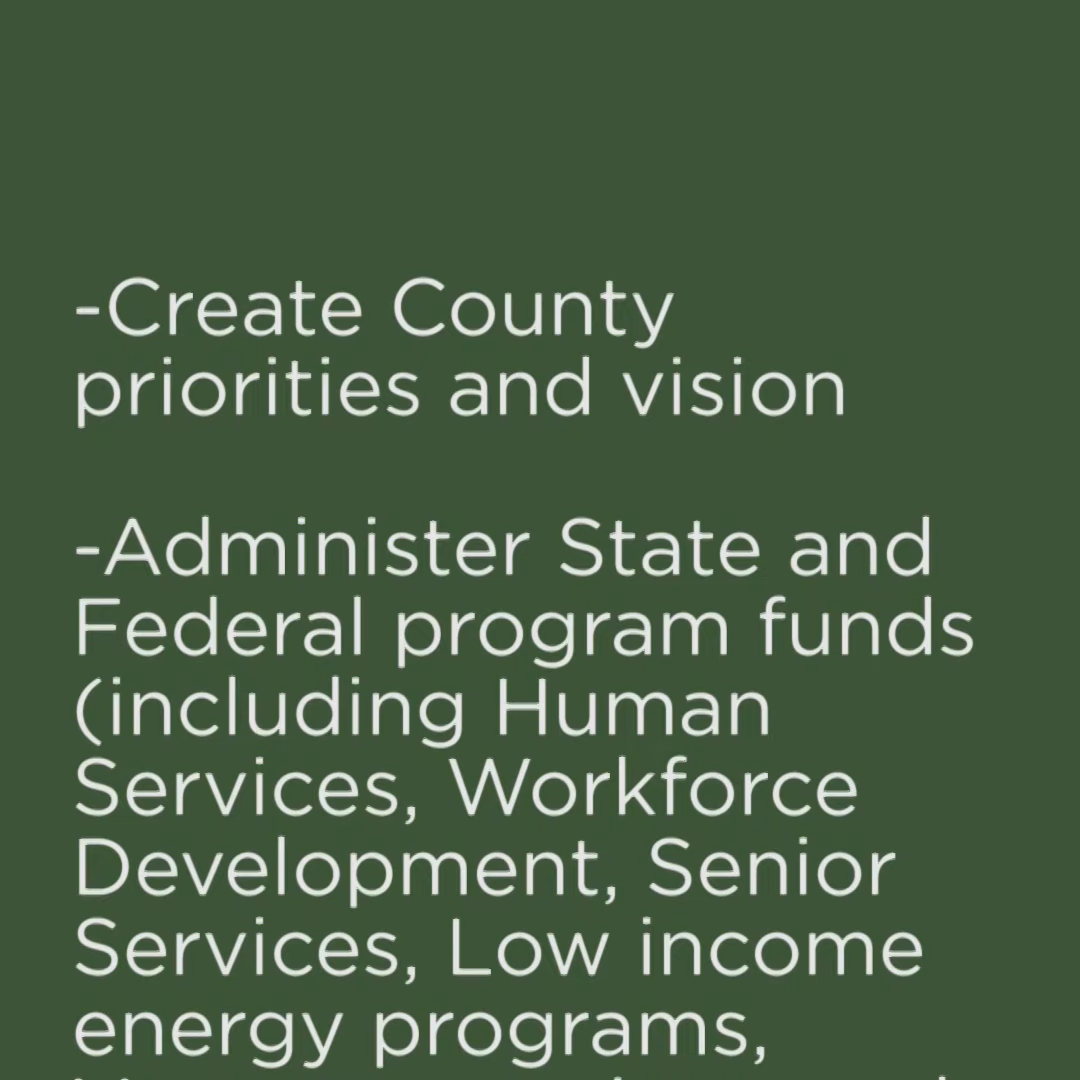 -Create County
priorities and vision
-Administer State and
Federal program funds
(including Human
Services, Workforce
Development, Senior
Services, Low income
energy programs,